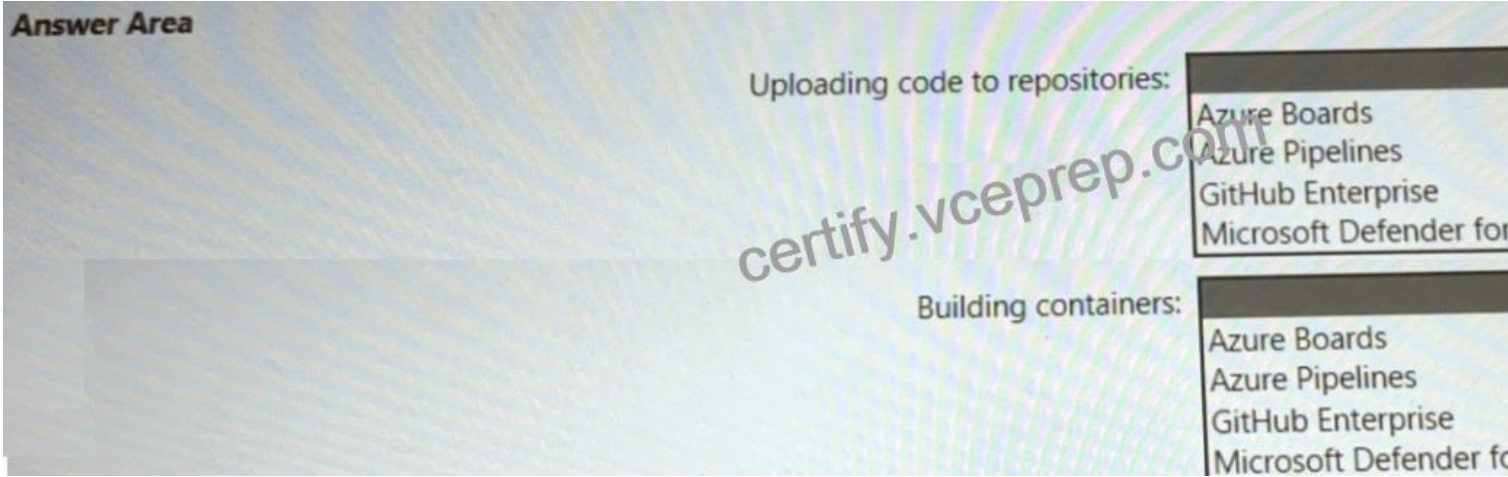 Answer Area
Uploading code to repositories:
Azure Boards
Azure Pipelines
GitHub Enterprise
Microsoft Defender for
certify.vceprep.com
Building containers:
Azure Boards
Azure Pipelines
GitHub Enterprise
Microsoft Defender